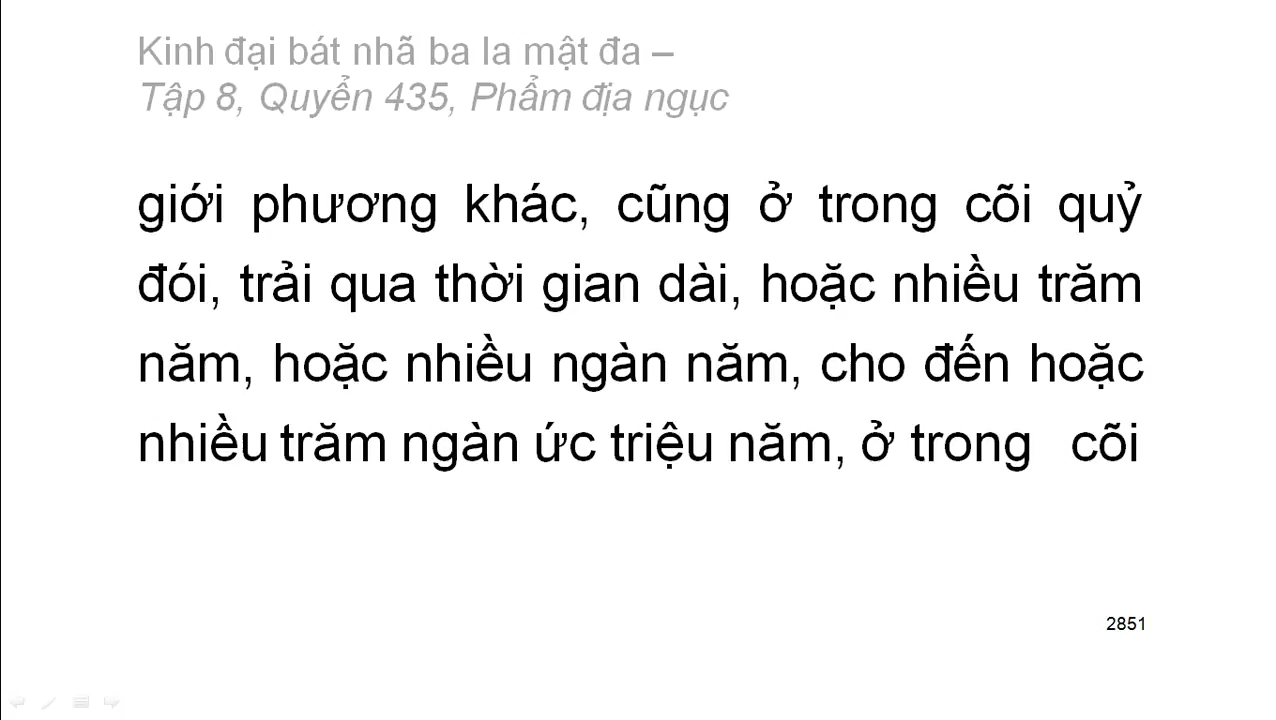 Kinh đại bát nhã ba la mật đa –
Tập 8, Quyển 435, Phẩm địa ngục
giới phương khác, cũng ở trong cõi quỷ
đói, trải qua thời gian dài, hoặc nhiều trăm
năm, hoặc nhiều ngàn năm, cho đến hoặc
nhiều trăm ngàn ức triệu năm, ở trong cõi
2851